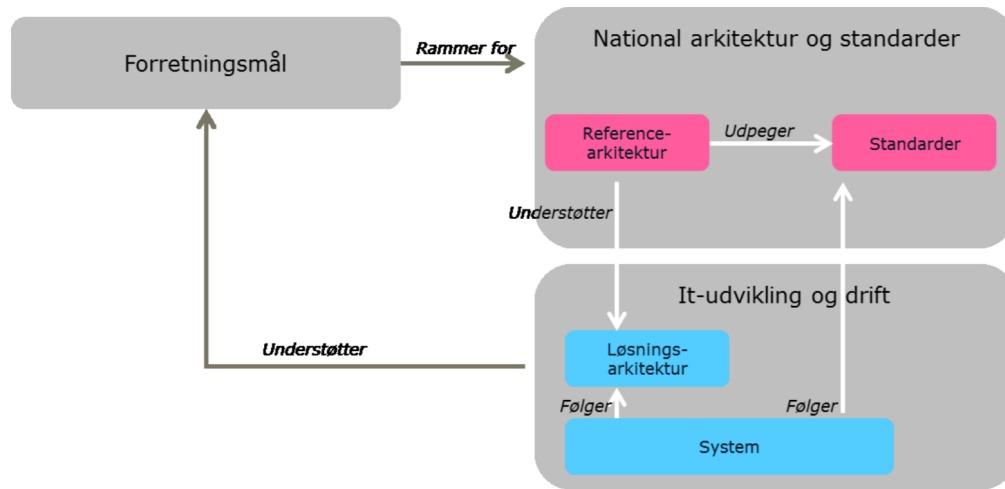 Forretningsmål
Rammer for
National arkitektur og standarder
Reference-
arkitektur
Udpeger
Standarder
Understøtter
It-udvikling og drift
Understøtter
Løsnings-
arkitektur
Følger
Følger
System